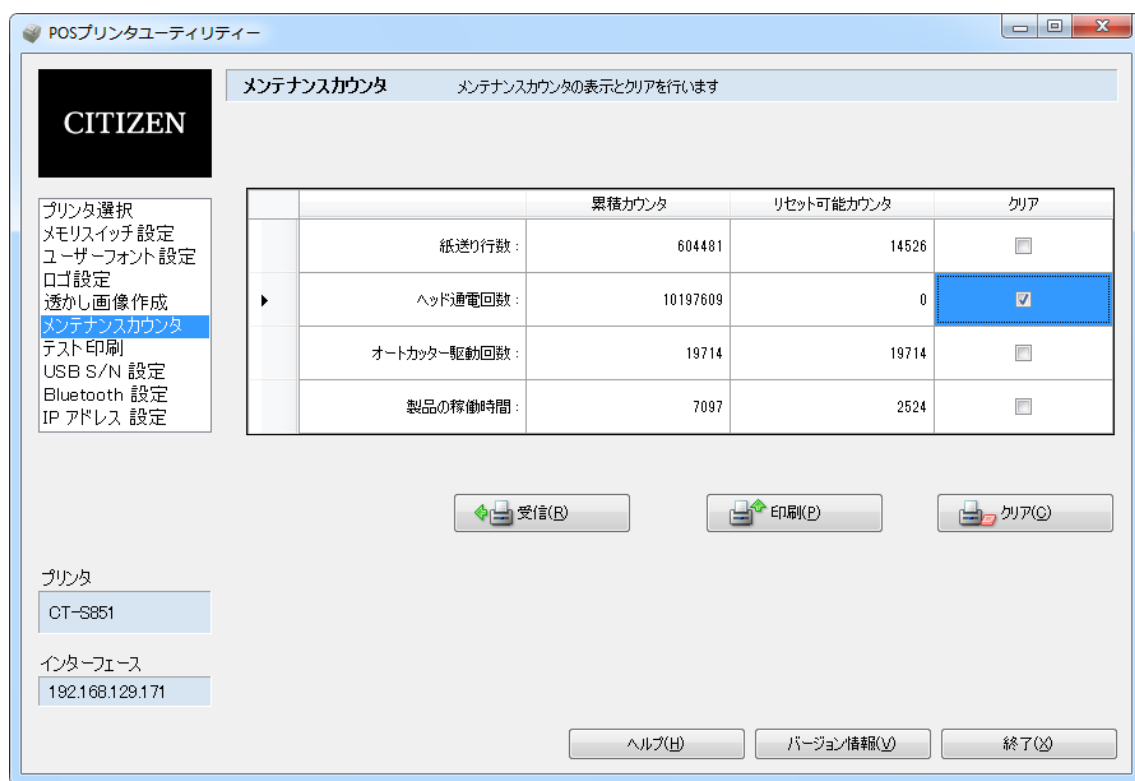 POSプリンタユーティリティー
CITIZEN
メンテナンスカウンタ メンテナンスカウンタの表示とクリアを行います
プリンタ選択
メモリスイッチ設定
ユーザーフォント設定
ロゴ設定
透かし画像作成
メンテナンスカウンタ
テスト印刷
USB S/N 設定
Bluetooth 設定
IP アドレス 設定
累積カウンタ リセット可能カウンタ クリア
紙送り行数 : 604481 14526
ヘッド通電回数 : 10197609 0
オートカッター駆動回数 : 19714 19714
製品の稼働時間 : 7097 2524
受信(R) 印刷(P) クリア(C)
プリンタ
CT-S851
インターフェース
192.168.129.171
ヘルプ(H) バージョン情報(V) 終了(X)